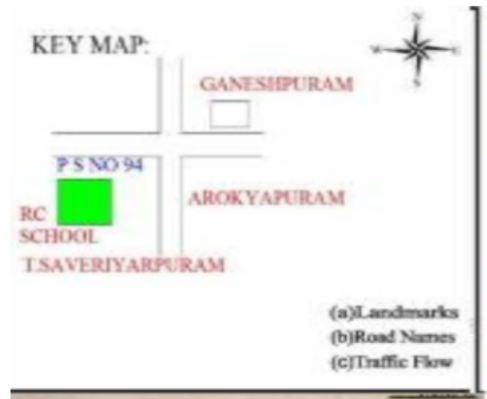 N
KEY MAP:
W E
S
GANESHPURAM
P S NO 94
AROKYAPURAM
RC
SCHOOL
T.SAVERIYARPURAM
(a)Landmarks
(b)Road Names
(c)Traffic Flow